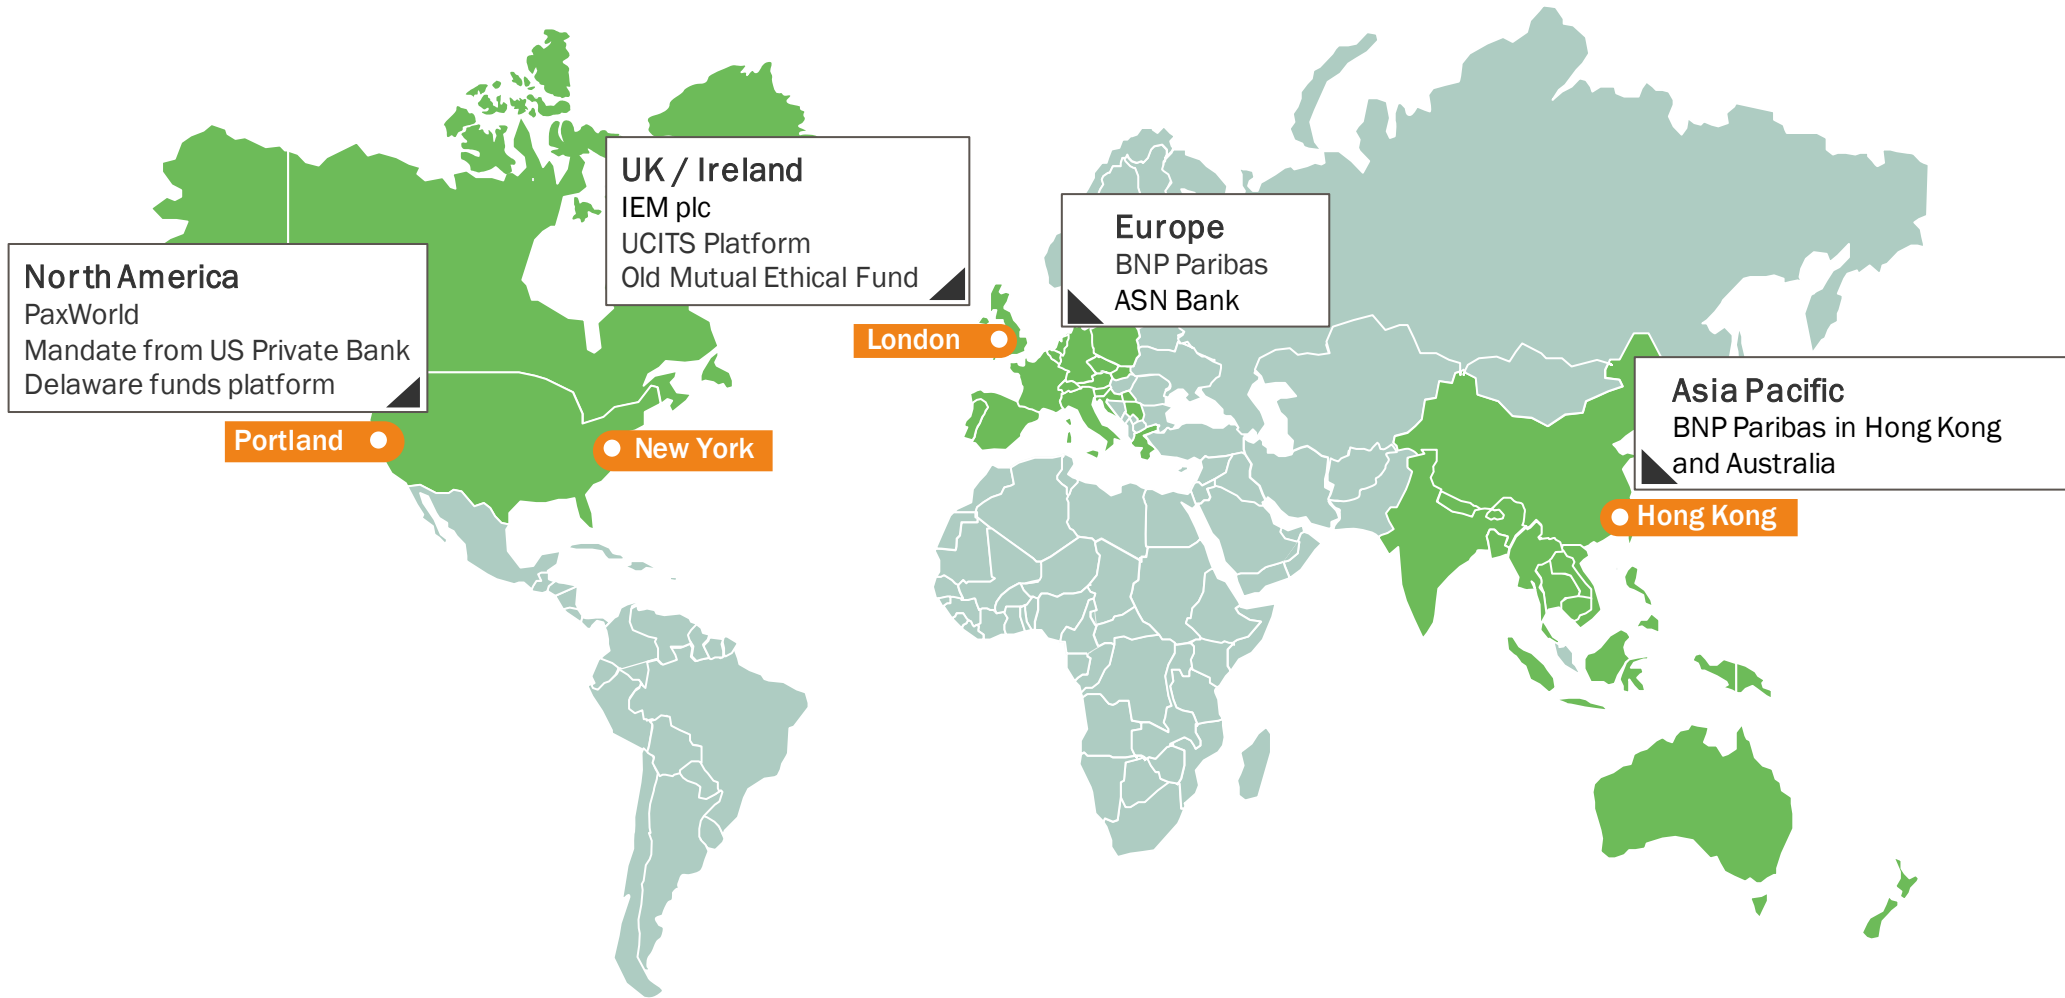 UK / Ireland
IEM plc
UCITS Platform
Old Mutual Ethical Fund
Europe
BNP Paribas
ASN Bank
North America
PaxWorld
Mandate from US Private Bank
Delaware funds platform
London
Asia Pacific
BNP Paribas in Hong Kong
and Australia
Portland
New York
Hong Kong